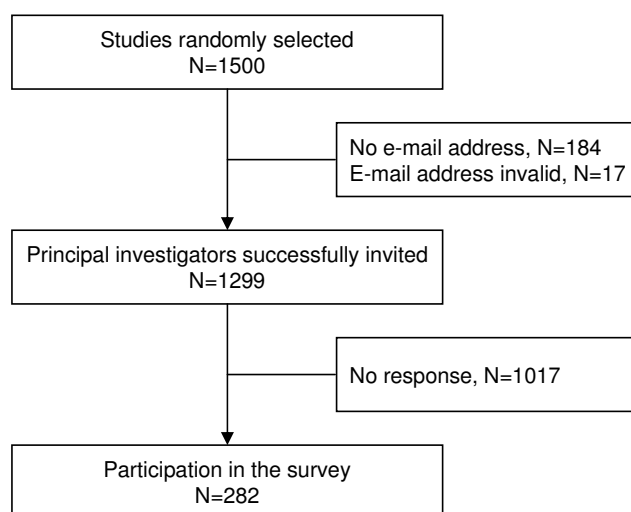 Studies randomly selected
N=1500
No e-mail address, N=184
E-mail address invalid, N=17
Principal investigators successfully invited
N=1299
No response, N=1017
Participation in the survey
N=282